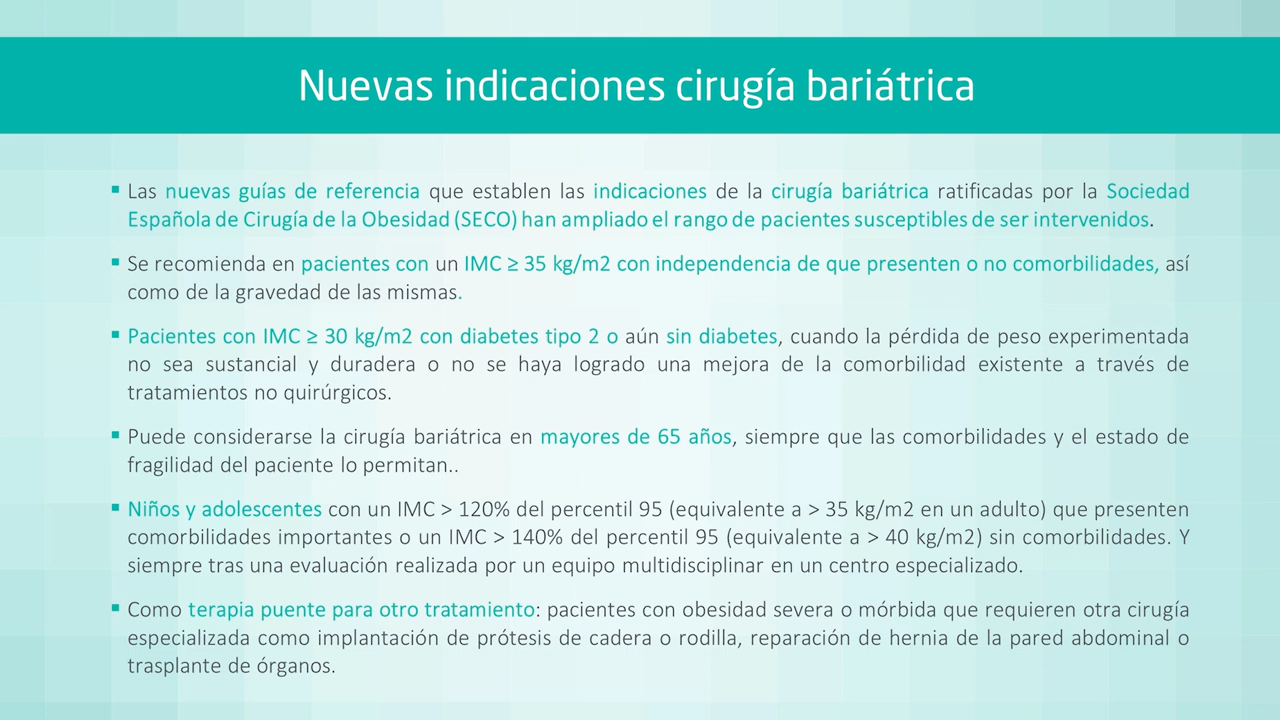 Nuevas indicaciones cirugía bariátrica
▪ Las nuevas guías de referencia que establen las indicaciones de la cirugía bariátrica ratificadas por la Sociedad
Española de Cirugía de la Obesidad (SECO) han ampliado el rango de pacientes susceptibles de ser intervenidos.
▪ Se recomienda en pacientes con un IMC ≥ 35 kg/m2 con independencia de que presenten o no comorbilidades, así
como de la gravedad de las mismas.
▪ Pacientes con IMC ≥ 30 kg/m2 con diabetes tipo 2 o aún sin diabetes, cuando la pérdida de peso experimentada
no sea sustancial y duradera o no se haya logrado una mejora de la comorbilidad existente a través de
tratamientos no quirúrgicos.
▪ Puede considerarse la cirugía bariátrica en mayores de 65 años, siempre que las comorbilidades y el estado de
fragilidad del paciente lo permitan..
▪ Niños y adolescentes con un IMC > 120% del percentil 95 (equivalente a > 35 kg/m2 en un adulto) que presenten
comorbilidades importantes o un IMC > 140% del percentil 95 (equivalente a > 40 kg/m2) sin comorbilidades. Y
siempre tras una evaluación realizada por un equipo multidisciplinar en un centro especializado.
▪ Como terapia puente para otro tratamiento: pacientes con obesidad severa o mórbida que requieren otra cirugía
especializada como implantación de prótesis de cadera o rodilla, reparación de hernia de la pared abdominal o
trasplante de órganos.